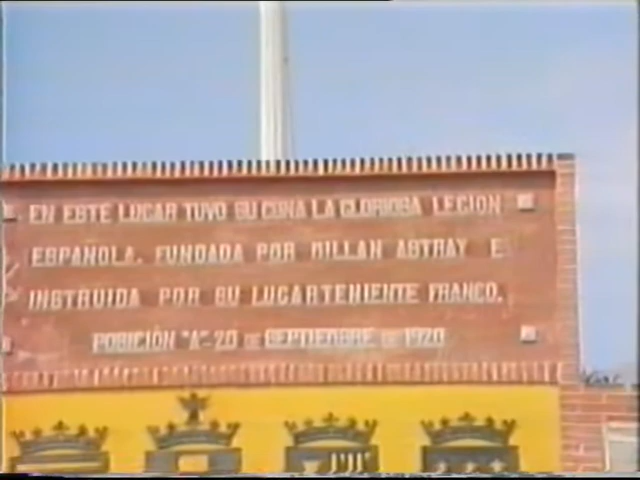 EN ESTE LUGAR TUVO SU CUNA LA GLORIOSA LEGION
ESPAÑOLA. FUNDADA POR MILLAN ASTRAY E
INSTRUIDA POR SU LUGARTENIENTE FRANCO.
POSICIÓN "A"-20 DE SEPTIEMBRE DE 1920